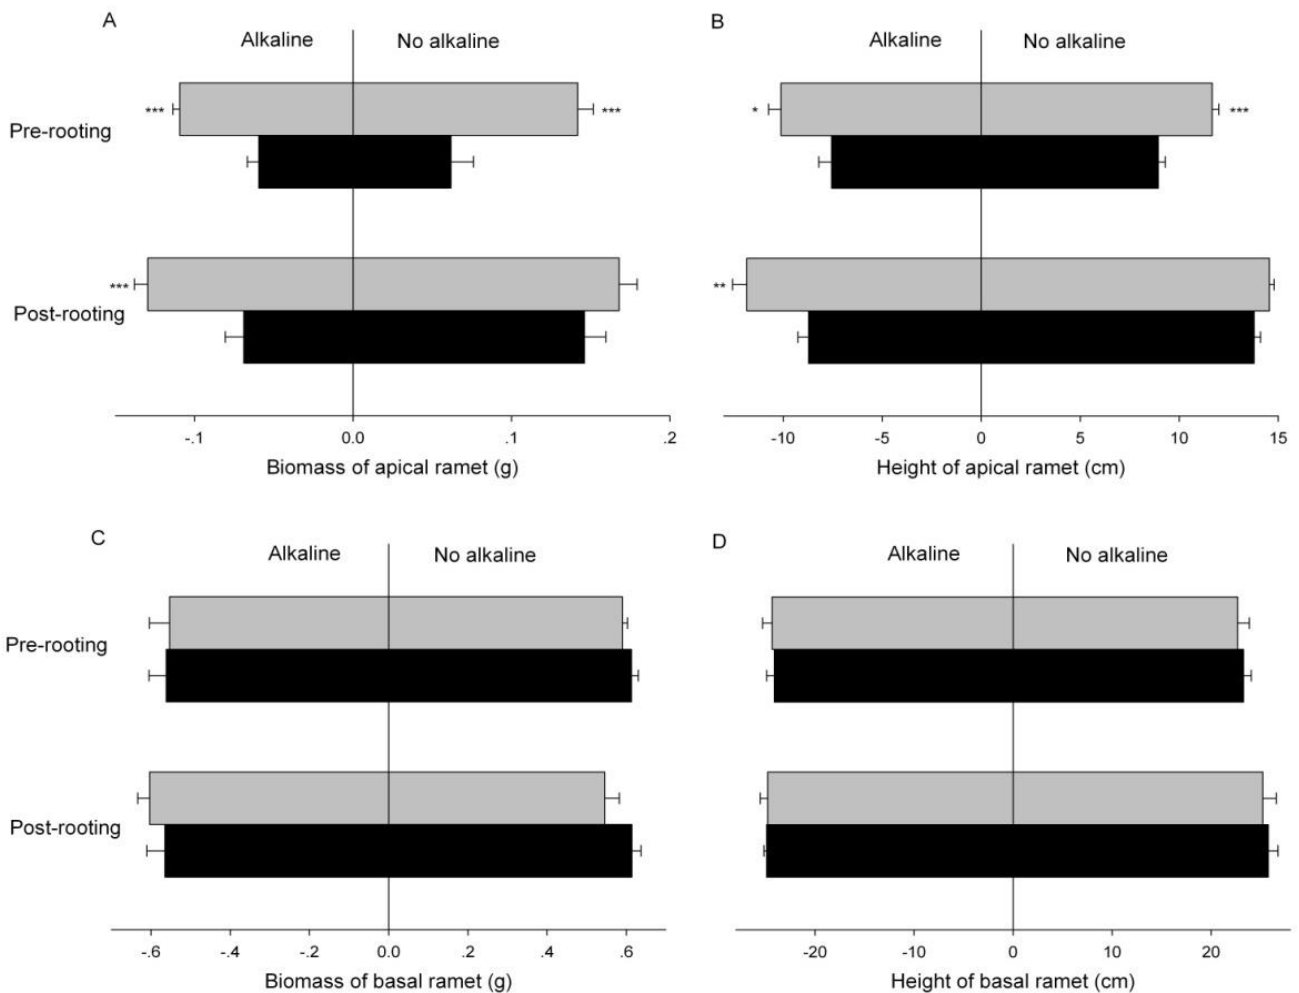 A
B
Alkaline No alkaline
Alkaline No alkaline
*** ***
* ***
Pre-rooting
***
**
Post-rooting
-.1 0.0 .1 .2
-10 -5 0 5 10 15
Biomass of apical ramet (g)
Height of apical ramet (cm)
C
D
Alkaline No alkaline
Alkaline No alkaline
Pre-rooting
Post-rooting
-.6 -.4 -.2 0.0 .2 .4 .6
-20 -10 0 10 20
Biomass of basal ramet (g)
Height of basal ramet (cm)